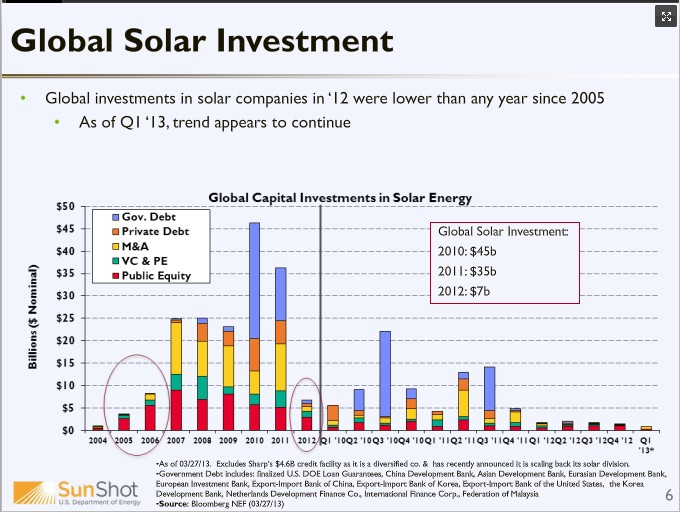 Global Solar Investment
• Global investments in solar companies in ‘12 were lower than any year since 2005
• As of Q1 ‘13, trend appears to continue
Global Capital Investments in Solar Energy
Billions ($ Nominal)
$50
$45
$40
$35
$30
$25
$20
$15
$10
$5
$0
Gov. Debt
Private Debt
M&A
VC & PE
Public Equity
Global Solar Investment:
2010: $45b
2011: $35b
2012: $7b
2004 2005 2006 2007 2008 2009 2010 2011 2012 Q1 '10 Q2 '10 Q3 '10 Q4 '10 Q1 '11 Q2 '11 Q3 '11 Q4 '11 Q1 '12 Q2 '12 Q3 '12 Q4 '12 Q1
'13*
•As of 03/27/13. Excludes Sharp’s $4.6B credit facility as it is a diversified co. & has recently announced it is scaling back its solar division.
•Government Debt includes: finalized U.S. DOE Loan Guarantees, China Development Bank, Asian Development Bank, Eurasian Development Bank,
European Investment Bank, Export-Import Bank of China, Export-Import Bank of Korea, Export-Import Bank of the United States, the Korea
Development Bank, Netherlands Development Finance Co., International Finance Corp., Federation of Malaysia
•Source: Bloomberg NEF (03/27/13)
SunShot
U.S. Department of Energy
6